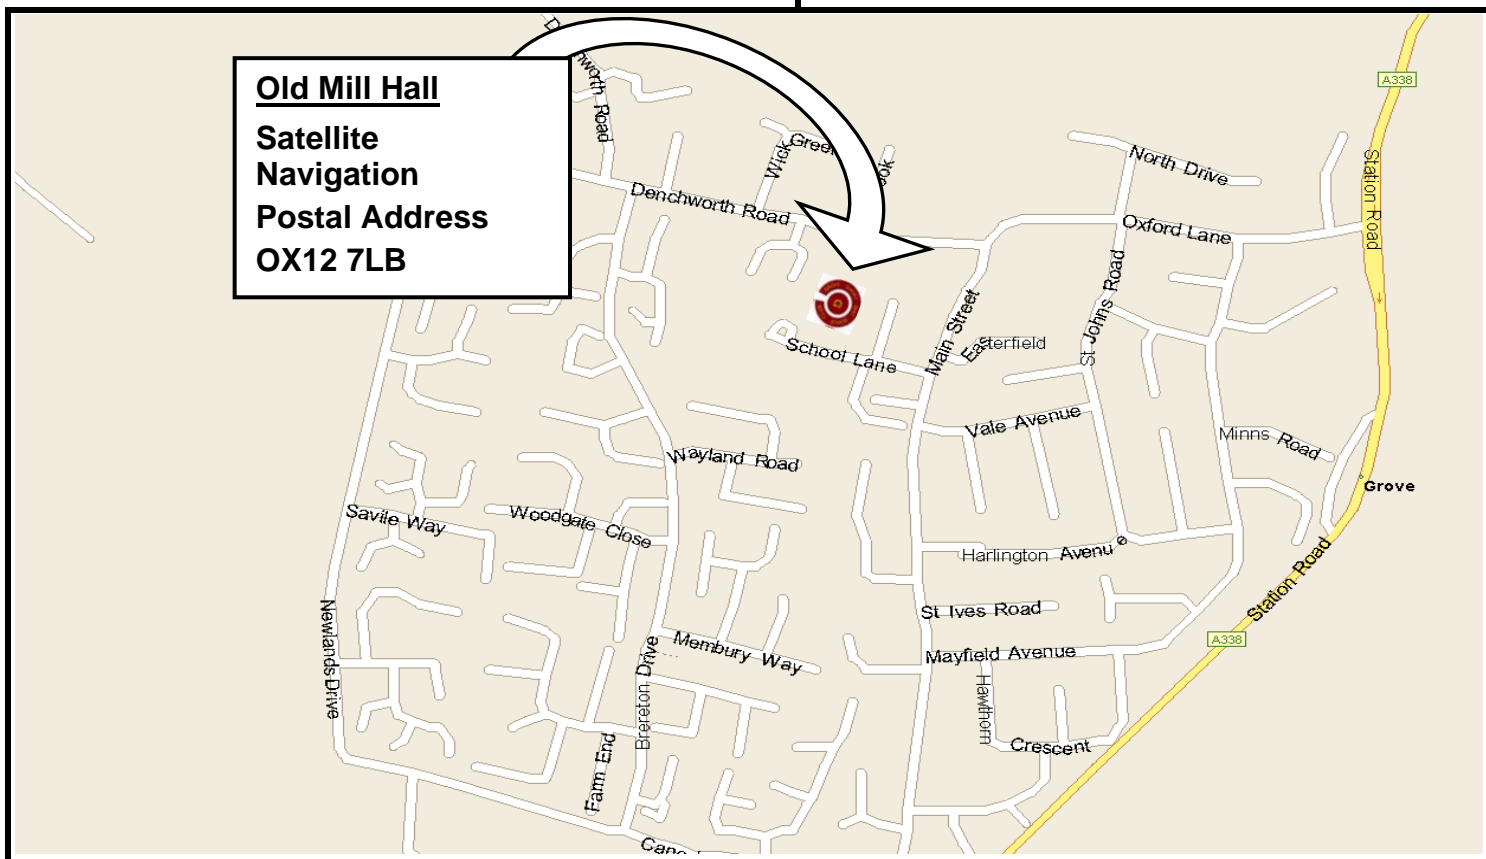 Old Mill Hall
Satellite
Navigation
Postal Address
OX12 7LB
Road
Denchworth Road
Wick
North Drive
Oxford Lane
A338
Station Road
St Johns Road
Main Street
School Lane
Vale Avenue
Minns Road
Grove
Wayland Road
Savile Way
Woodgate Close
Harlington Avenue
St Ives Road
Station Road
A338
Newlands Drive
Membury Way
Mayfield Avenue
Brereton Drive
Hawthorn
Crescent
Farm End